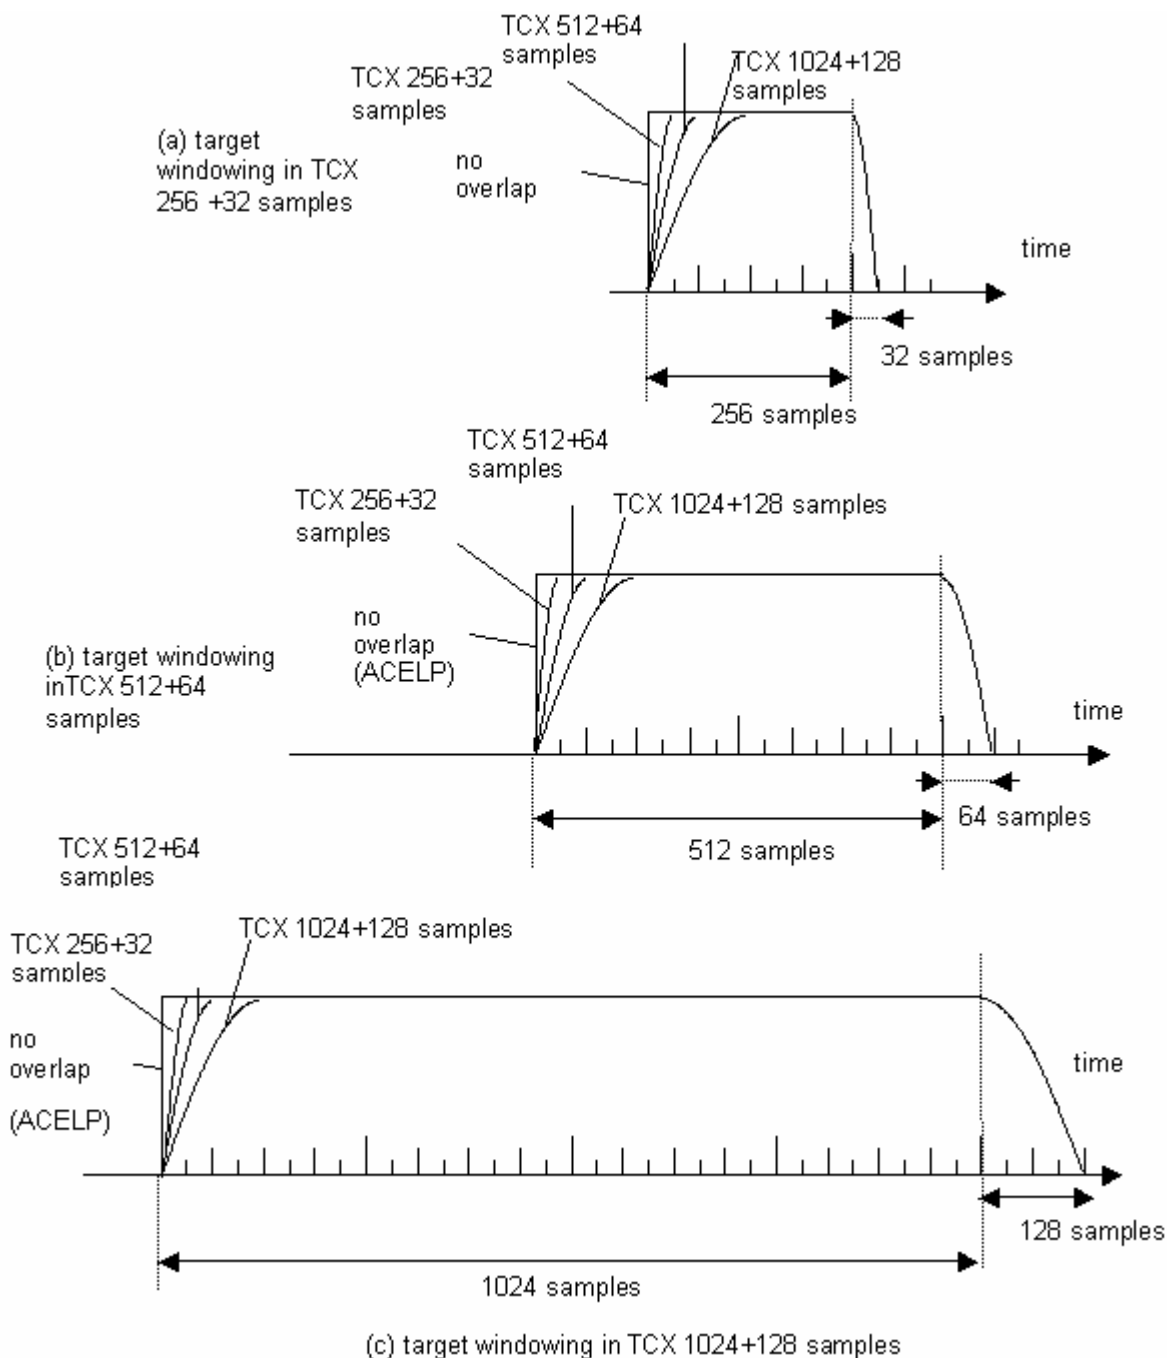 TCX 512+64
samples
TCX 1024+128
samples
TCX 256+32
samples
(a) target
windowing in TCX
256 +32 samples
no
overlap
time
32 samples
256 samples
TCX 512+64
samples
TCX 256+32
samples
TCX 1024+128 samples
no
overlap
(ACELP)
(b) target windowing
inTCX 512+64
samples
time
64 samples
512 samples
TCX 512+64
samples
TCX 1024+128 samples
TCX 256+32
samples
no
overlap
(ACELP)
time
128 samples
1024 samples
(c) target windowing in TCX 1024+128 samples